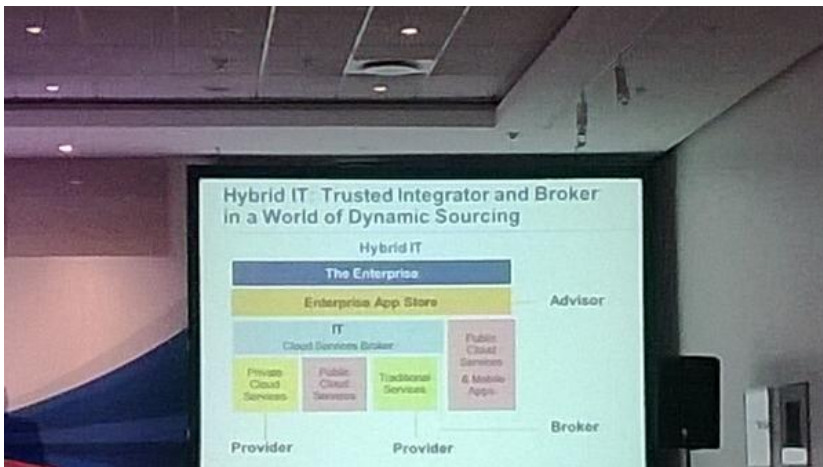 Hybrid IT: Trusted Integrator and Broker
in a World of Dynamic Sourcing
Hybrid IT
The Enterprise
Enterprise App Store
Advisor
IT
Cloud Services Broker
Public
Cloud
Services
& Mobile
Apps
Private
Cloud
Services
Public
Cloud
Services
Traditional
Services
Broker
Provider
Provider